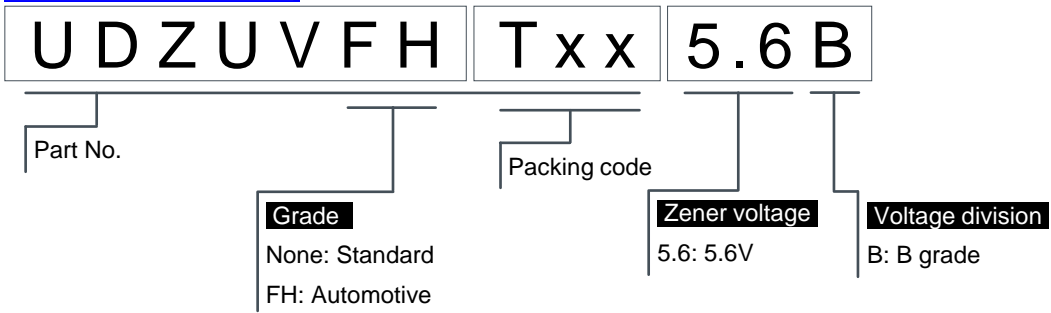 UDZUVFH Txx 5.6B
Part No.
Packing code
Grade
None: Standard
FH: Automotive
Zener voltage
5.6: 5.6V
Voltage division
B: B grade